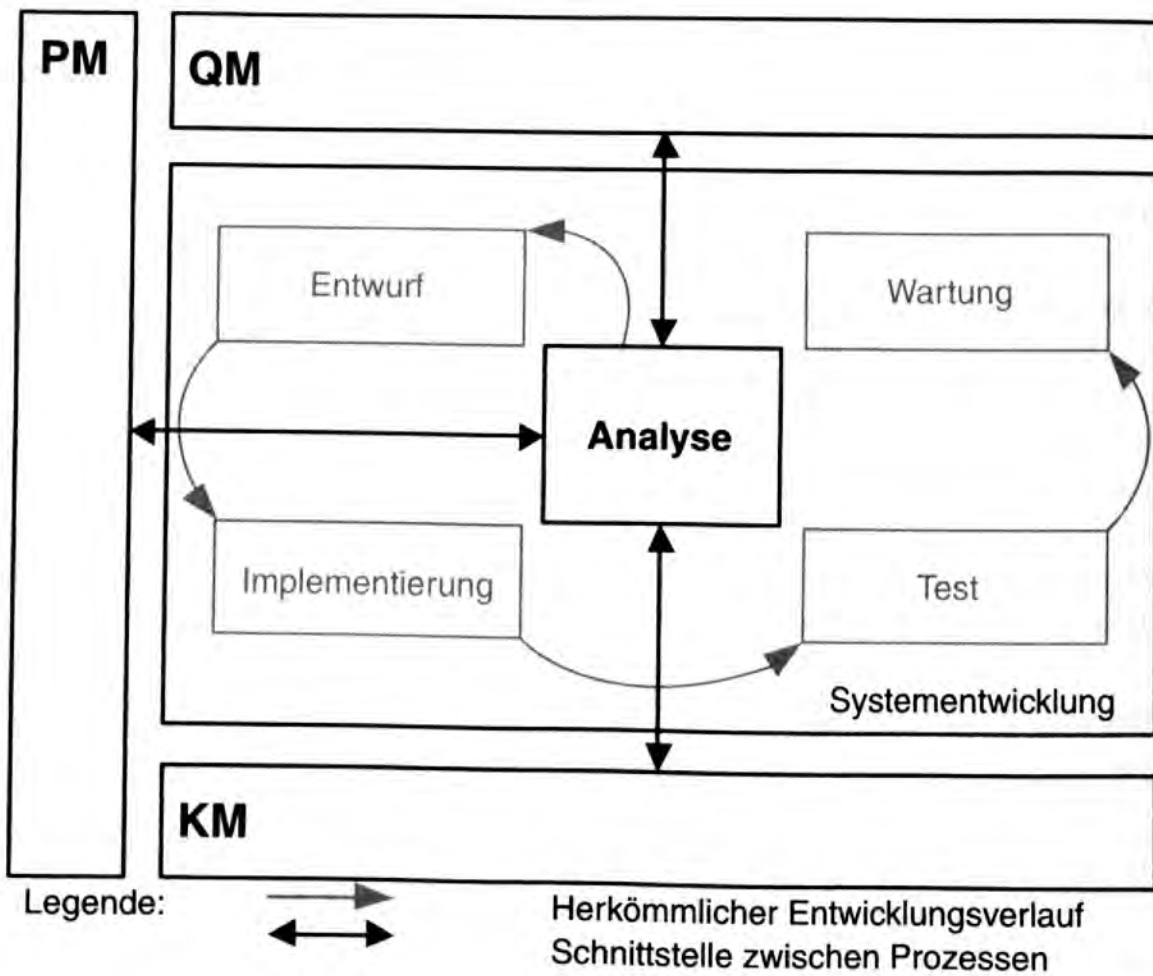 PM
QM
Entwurf
Wartung
Analyse
Implementierung
Test
Systementwicklung
KM
Legende:
Herkömmlicher Entwicklungsverlauf
Schnittstelle zwischen Prozessen